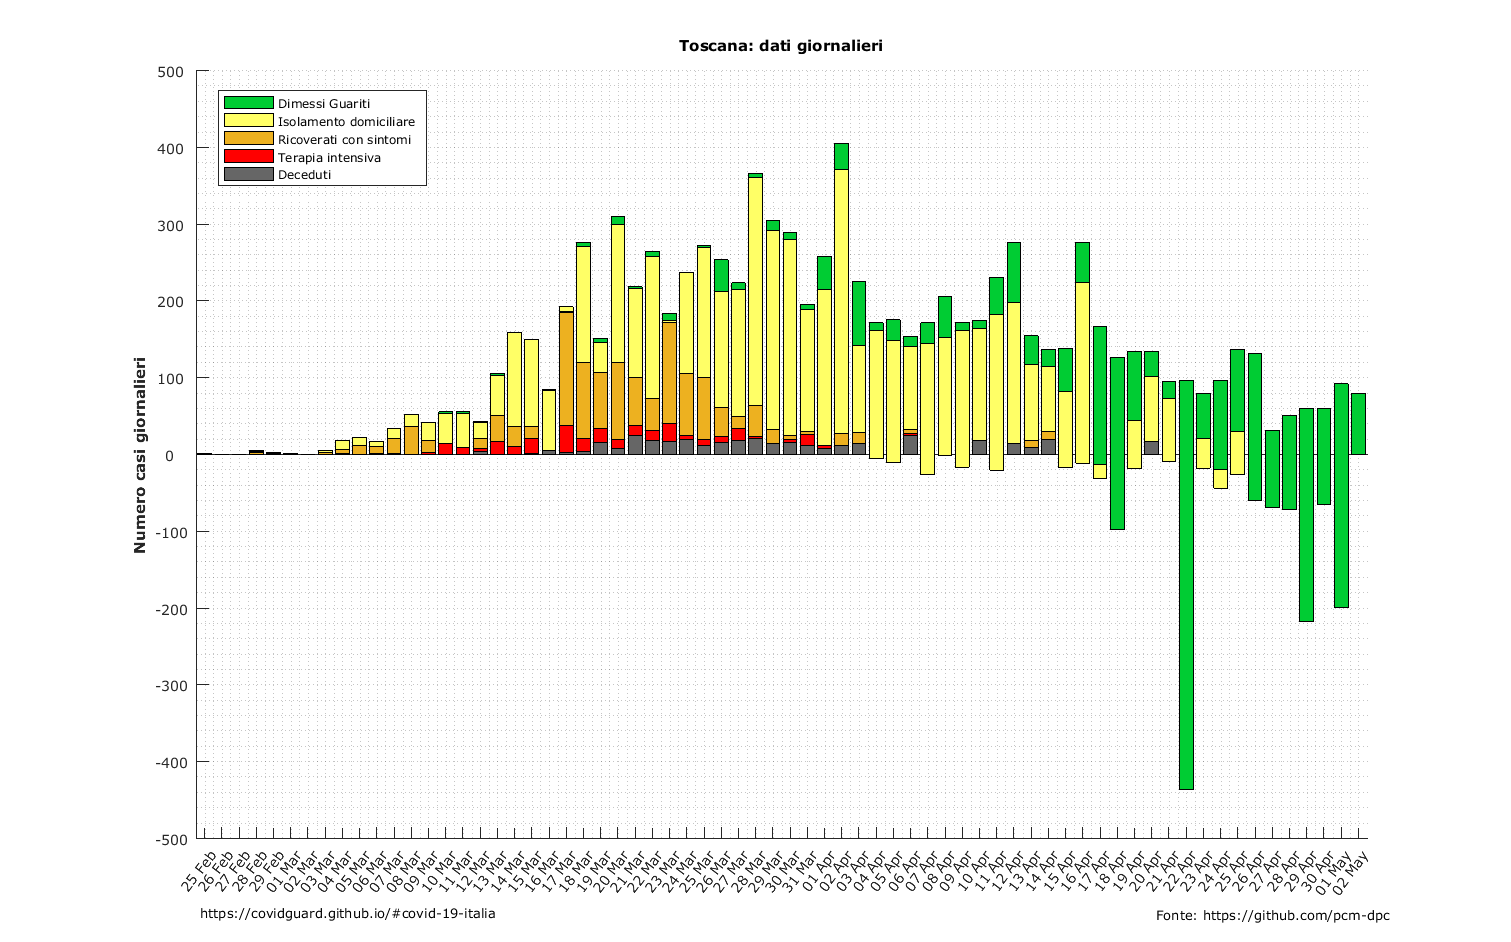 Toscana: dati giornalieri
500
400
300
200
100
0
-100
-200
-300
-400
-500
Numero casi giornalieri
Dimessi Guariti
Isolamento domiciliare
Ricoverati con sintomi
Terapia intensiva
Deceduti
25 Feb
26 Feb
27 Feb
28 Feb
29 Feb
01 Mar
02 Mar
03 Mar
04 Mar
05 Mar
06 Mar
07 Mar
08 Mar
09 Mar
10 Mar
11 Mar
12 Mar
13 Mar
14 Mar
15 Mar
16 Mar
17 Mar
18 Mar
19 Mar
20 Mar
21 Mar
22 Mar
23 Mar
24 Mar
25 Mar
26 Mar
27 Mar
28 Mar
29 Mar
30 Mar
31 Mar
01 Apr
02 Apr
03 Apr
04 Apr
05 Apr
06 Apr
07 Apr
08 Apr
09 Apr
10 Apr
11 Apr
12 Apr
13 Apr
14 Apr
15 Apr
16 Apr
17 Apr
18 Apr
19 Apr
20 Apr
21 Apr
22 Apr
23 Apr
24 Apr
25 Apr
26 Apr
27 Apr
28 Apr
29 Apr
30 Apr
01 May
02 May
https://covidguard.github.io/#covid-19-italia
Fonte: https://github.com/pcm-dpc